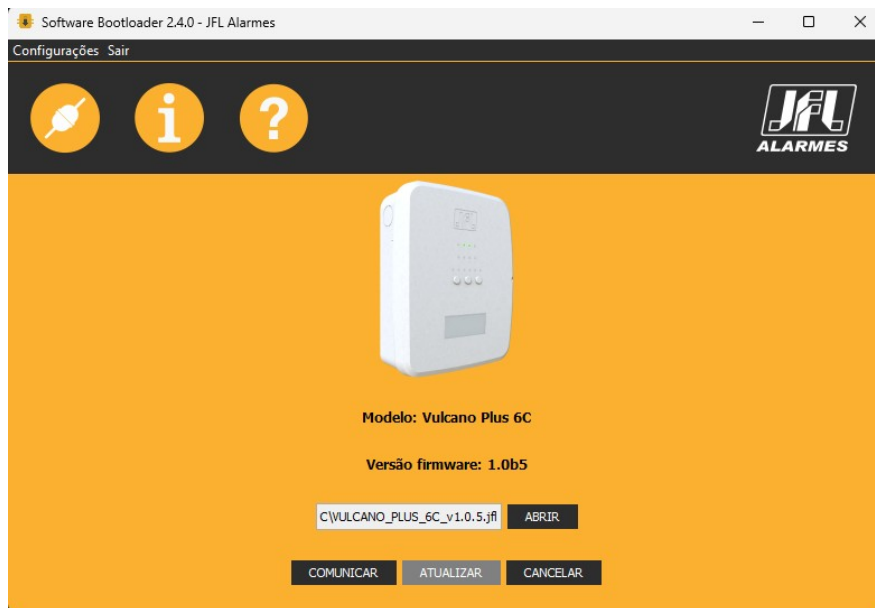 Software Bootloader 2.4.0 - JFL Alarmes
Configurações Sair
JFL
ALARMES
Modelo: Vulcano Plus 6C
Versão firmware: 1.0b5
C\VULCANO_PLUS_6C_v1.0.5.jfl ABRIR
COMUNICAR ATUALIZAR CANCELAR